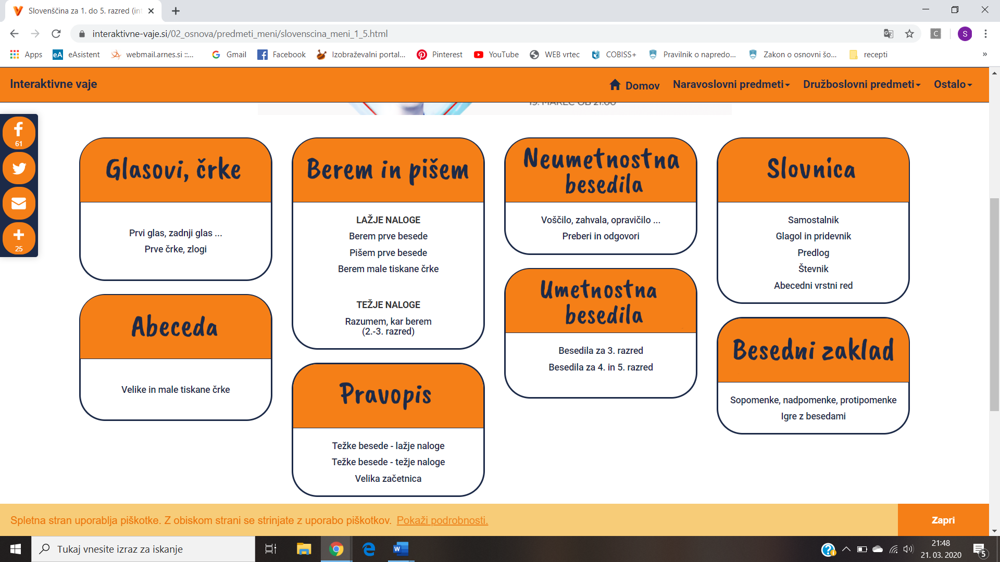 Slovenščina za 1. do 5. razred (int
interaktivne-vaje.si/02_osnova/predmeti_meni/slovenscina_meni_1_5.html
C
S
Apps
eA eAsistent
webmail.arnes.si ::...
Gmail
Facebook
Izobraževalni portal...
Pinterest
YouTube
WEB vrtec
COBISS+
Pravilnik o napredo...
Zakon o osnovni šo...
recepti
»
Interaktivne vaje
Domov
Naravoslovni predmeti
Družboslovni predmeti
Ostalo
19. MAREC OB 21.00
61
25
Glasovi, črke
Prvi glas, zadnji glas ...
Prve črke, zlogi
Abeceda
Velike in male tiskane črke
Berem in pišem
LAŽJE NALOGE
Berem prve besede
Pišem prve besede
Berem male tiskane črke
TEŽJE NALOGE
Razumem, kar berem
(2.-3. razred)
Pravopis
Težke besede - lažje naloge
Težke besede - težje naloge
Velika začetnica
Neumetnostna
besedila
Voščilo, zahvala, opravičilo ...
Preberi in odgovori
Umetnostna
besedila
Besedila za 3. razred
Besedila za 4. in 5. razred
Slovnica
Samostalnik
Glagol in pridevnik
Predlog
Števnik
Abecedni vrstni red
Besedni zaklad
Sopomenke, nadpomenke, protipomenke
Igre z besedami
Spletna stran uporablja piškotke. Z obiskom strani se strinjate z uporabo piškotkov. Pokaži podrobnosti.
Zapri
Tukaj vnesite izraz za iskanje
21:48
21. 03. 2020
5